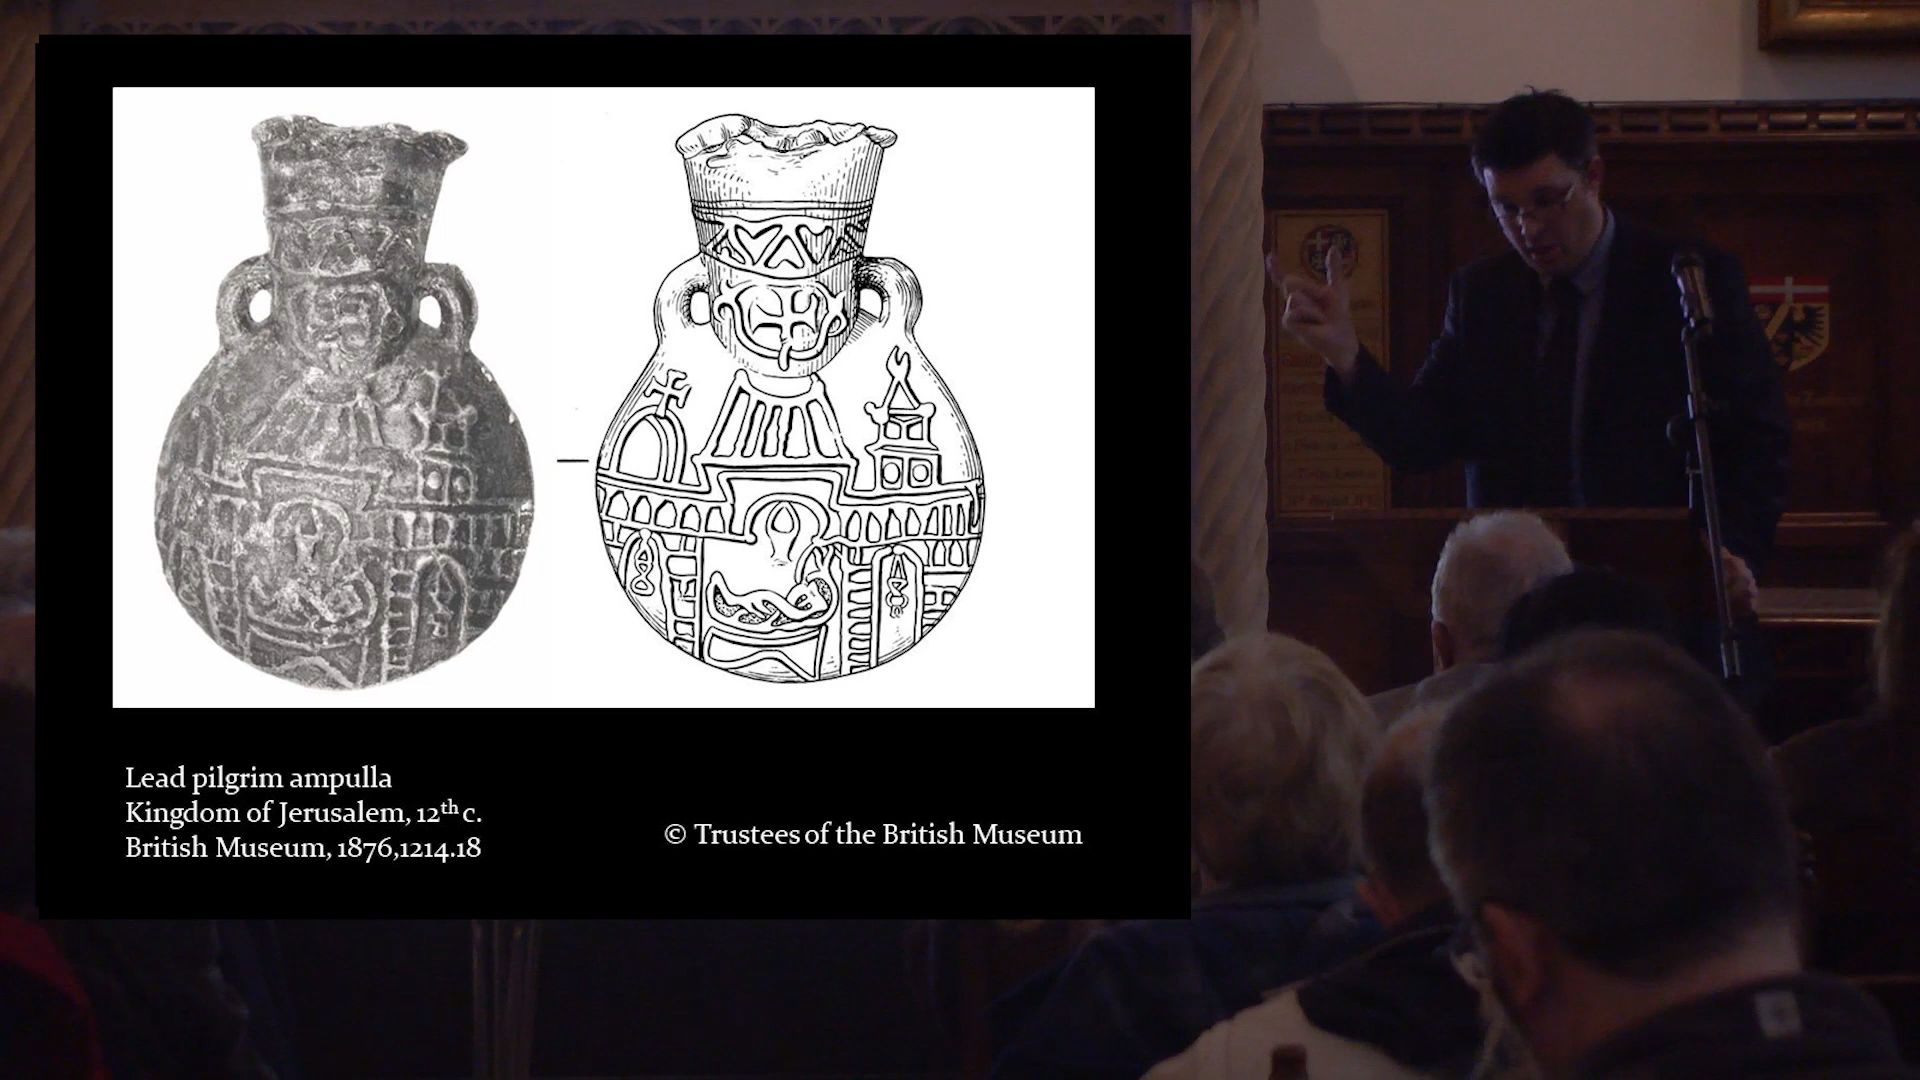 Lead pilgrim ampulla
Kingdom of Jerusalem, 12th c.
British Museum, 1876,1214.18
© Trustees of the British Museum